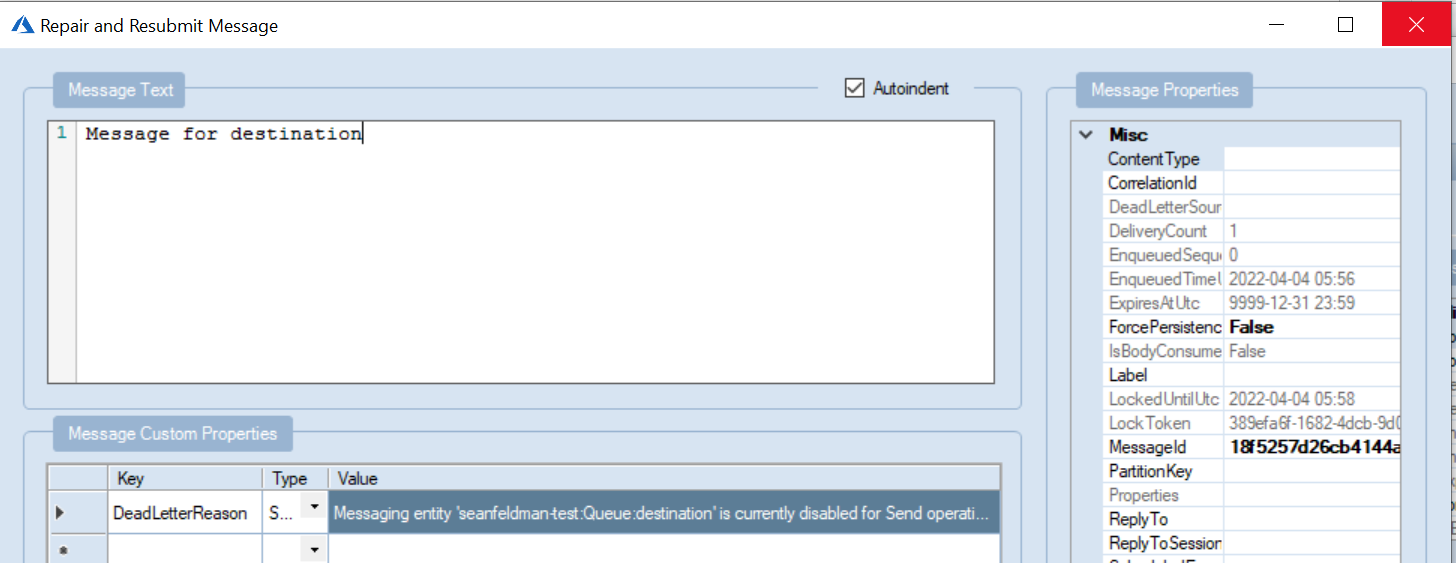 Repair and Resubmit Message
Message Text
Autoindent
1 Message for destination
Message Custom Properties
Key Type Value
DeadLetterReason S... Messaging entity 'seanfeldman-test:Queue:destination' is currently disabled for Send operati...
Message Properties
Misc
ContentType
CorrelationId
DeadLetterSour
DeliveryCount 1
EnqueuedSequ 0
EnqueuedTimeU 2022-04-04 05:56
ExpiresAtUtc 9999-12-31 23:59
ForcePersistenc False
IsBodyConsume False
Label
LockedUntilUtc 2022-04-04 05:58
LockToken 389efa6f-1682-4dcb-9d0
MessageId 18f5257d26cb4144a
PartitionKey
Properties
ReplyTo
ReplyToSession